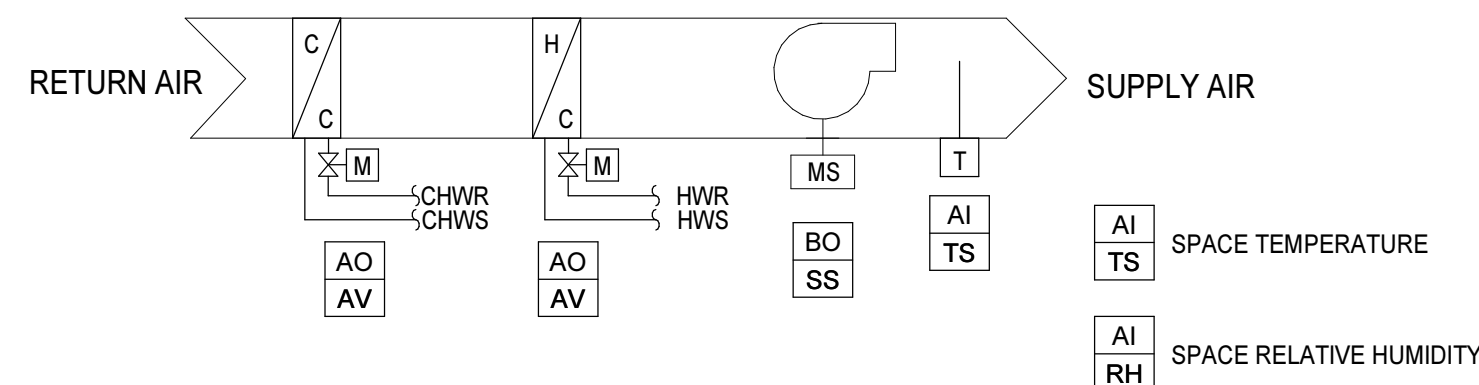 C
C
H
C
RETURN AIR
SUPPLY AIR
M
M
MS
T
CHWR
CHWS
HWR
HWS
AO
AV
AO
AV
BO
SS
AI
TS
AI
TS
SPACE TEMPERATURE
AI
RH
SPACE RELATIVE HUMIDITY